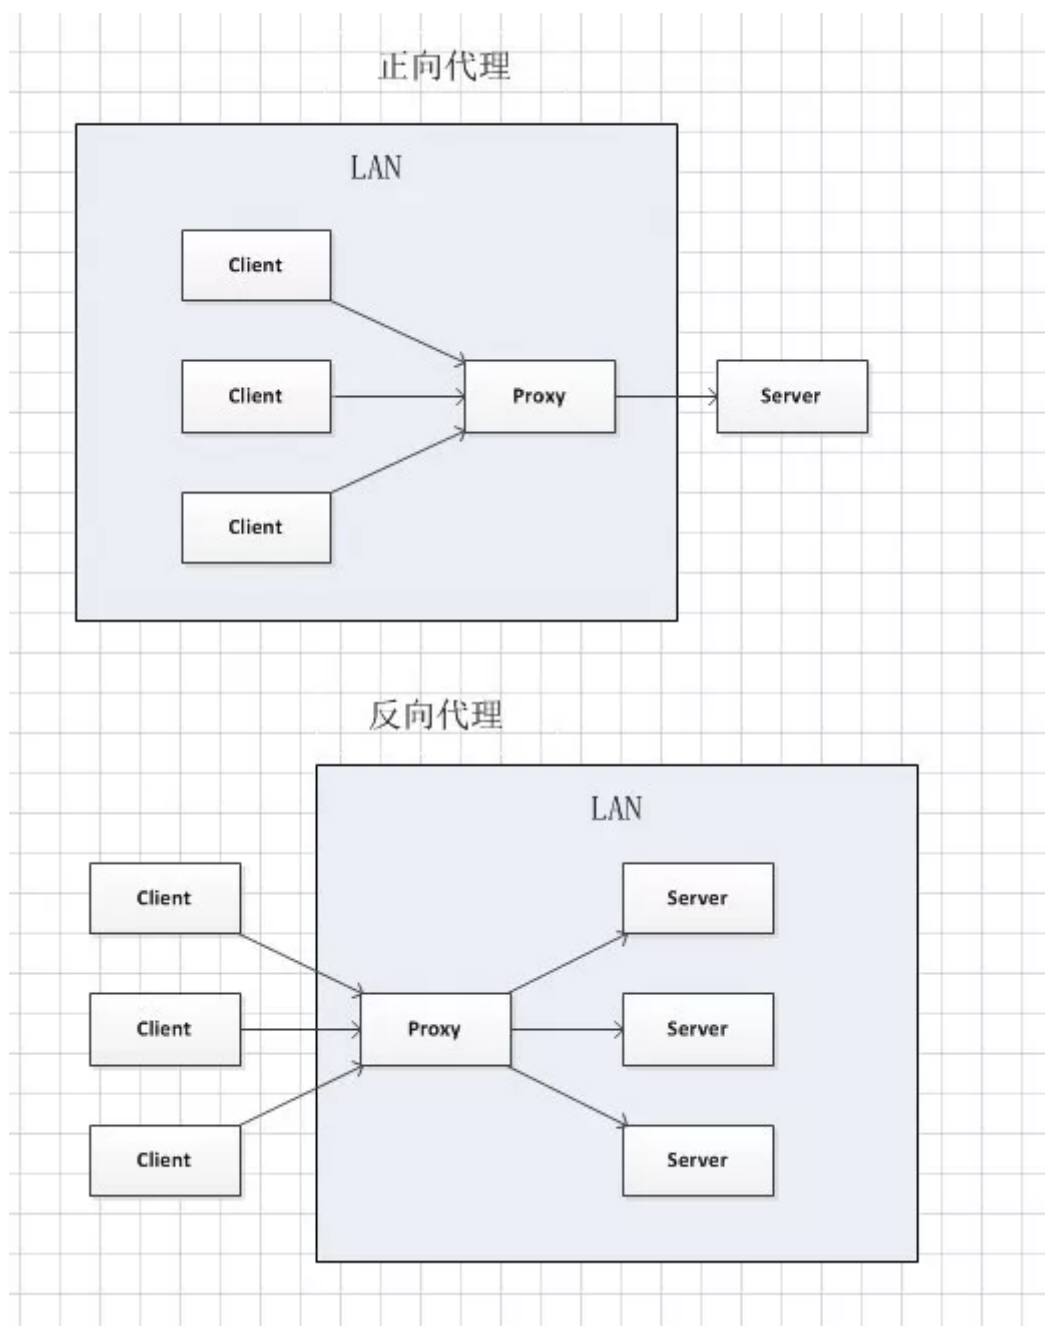 正向代理
LAN
Client
Client
Proxy
Server
Client
反向代理
LAN
Client
Server
Client
Proxy
Server
Client
Server